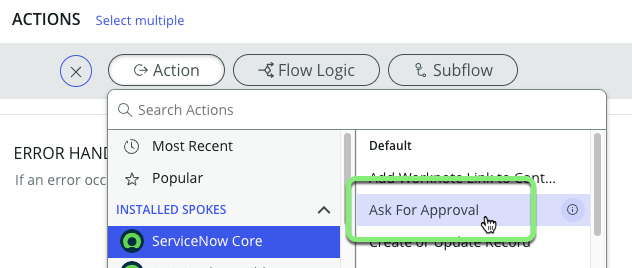 ACTIONS Select multiple
Action Flow Logic Subflow
Search Actions
Most Recent
Popular
INSTALLED SPOKES
ServiceNow Core
Default
Add Worknote Link to Cont...
Ask For Approval
Create or Update Record
ERROR HAND
If an error occ